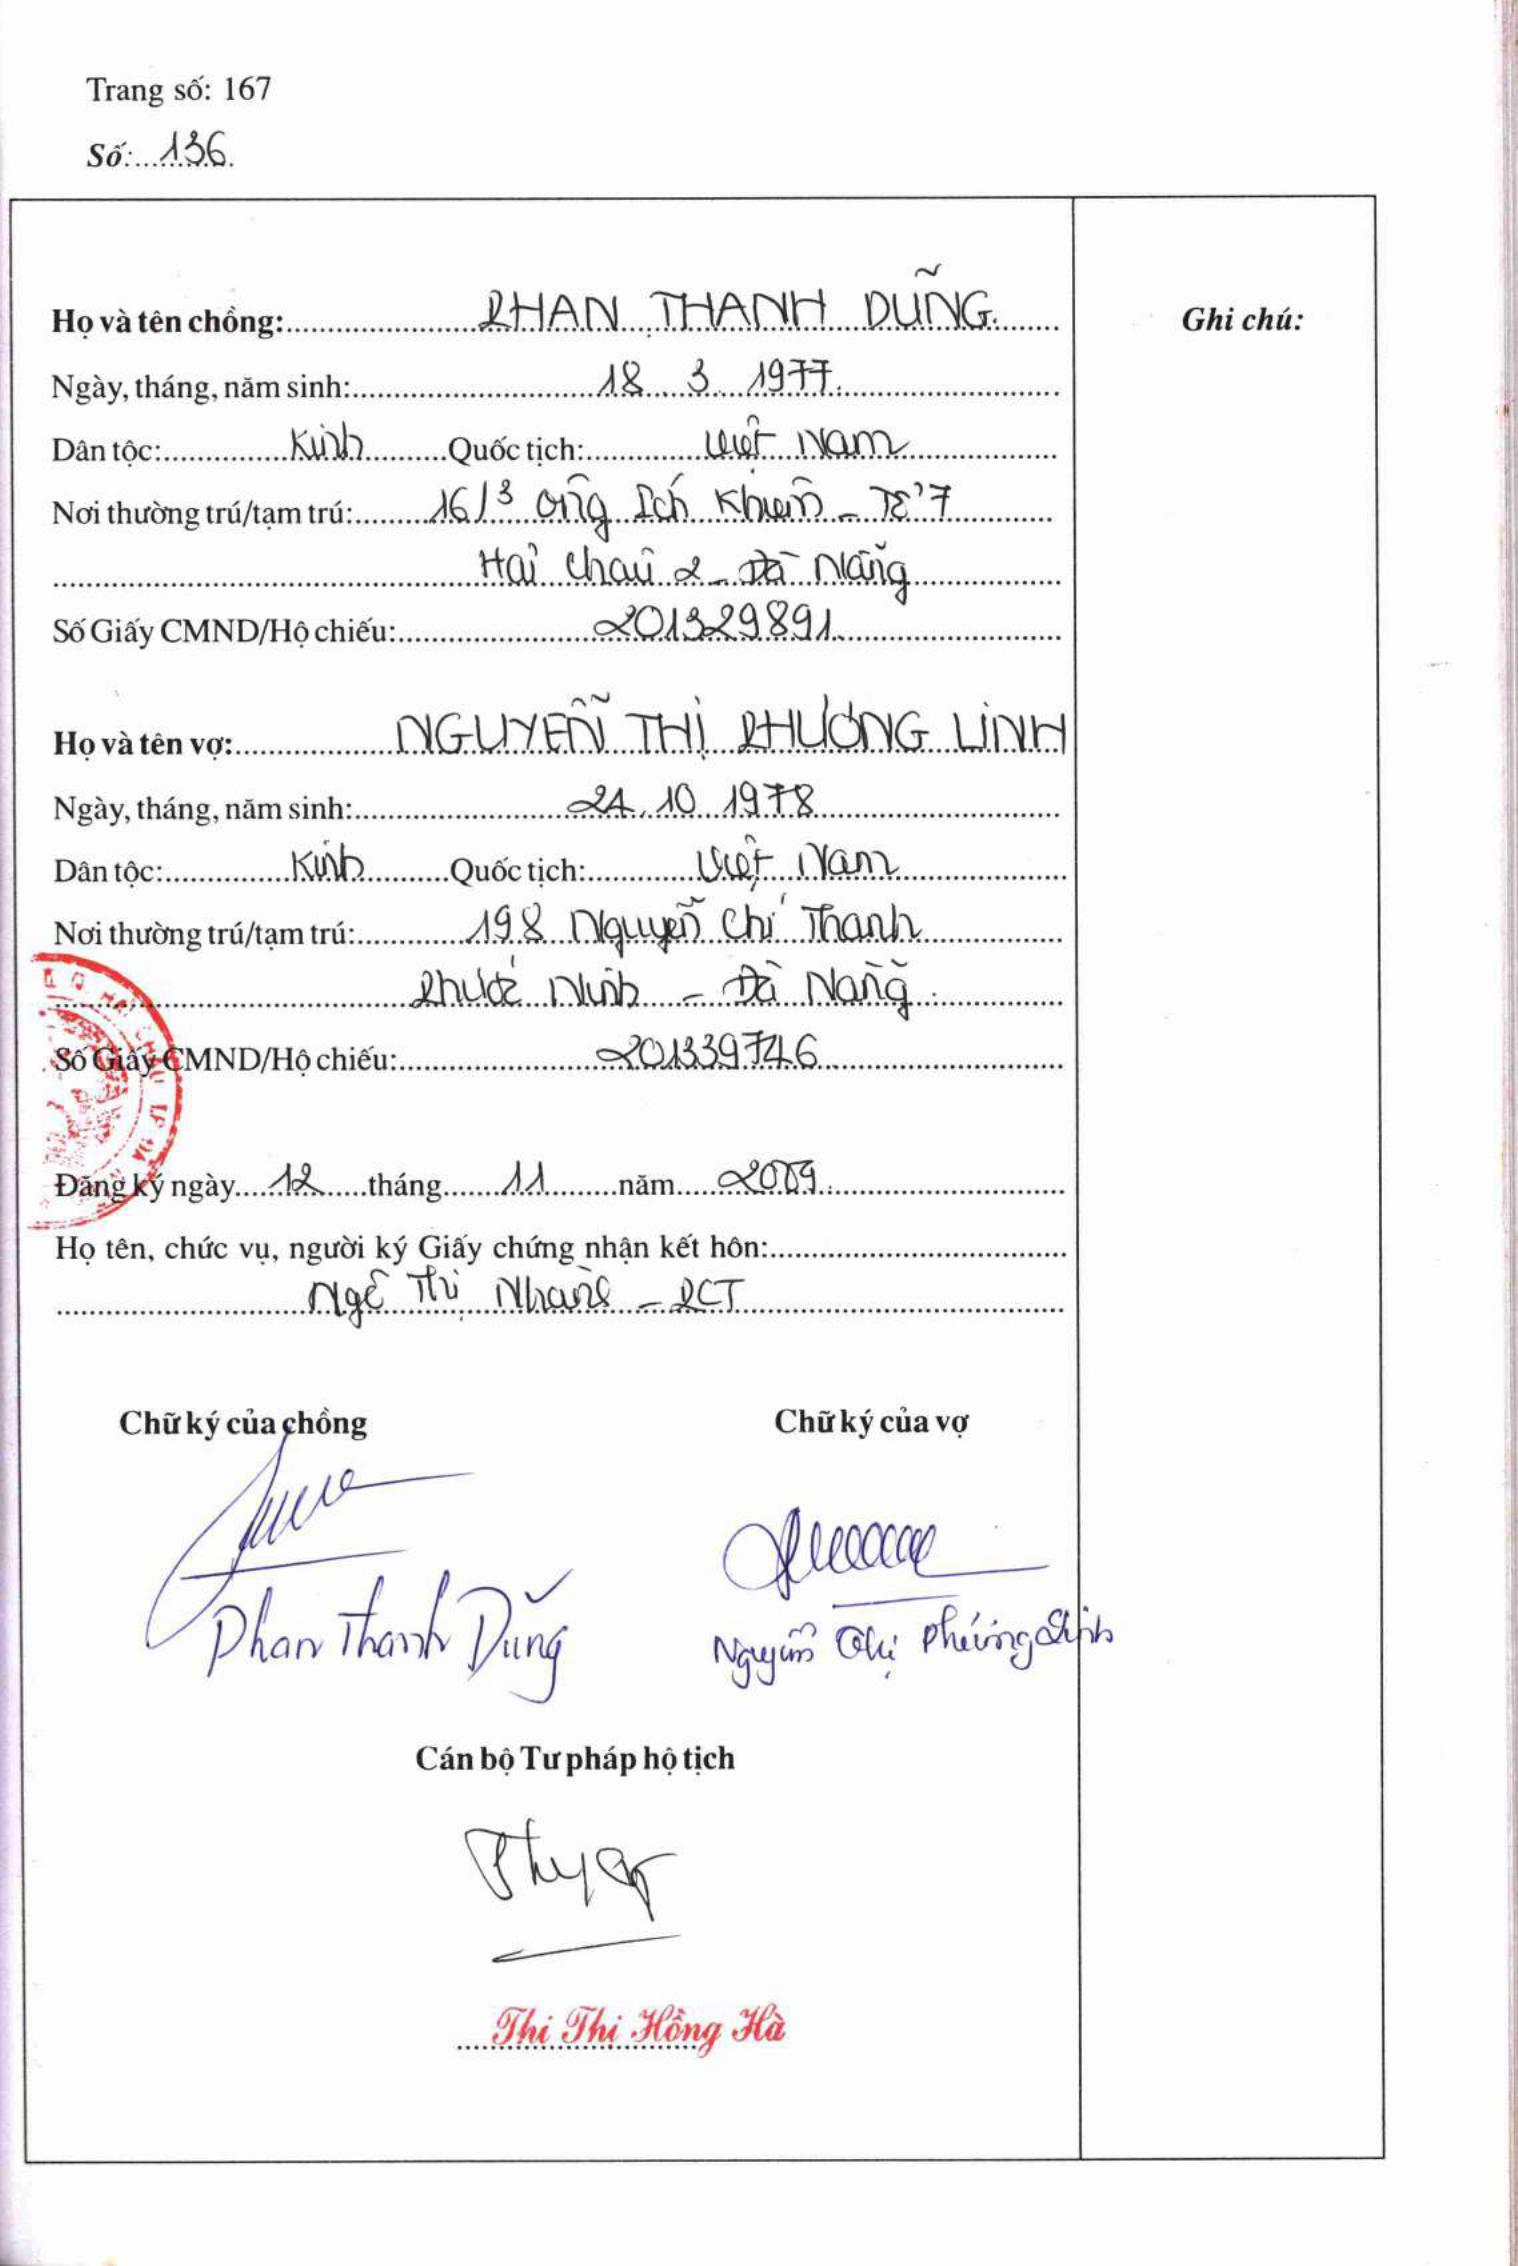 Trang số: 167
Số: 136.
Họ và tên chồng: PHAN THANH DŨNG.
Ghi chú:
Ngày, tháng, năm sinh: 18. 3. 1977.
Dân tộc: Kinh Quốc tịch: Việt Nam
Nơi thường trú/tạm trú: 16/3 Ông Ích Khiêm - Tổ 7
Hải Châu 2 - Đà Nẵng
Số Giấy CMND/Hộ chiếu: 201329891.
Họ và tên vợ: NGUYỄN THỊ PHƯƠNG LINH
Ngày, tháng, năm sinh: 24. 10. 1978
Dân tộc: Kinh Quốc tịch: Việt Nam
Nơi thường trú/tạm trú: 198 Nguyễn Chí Thanh
Phước Ninh - Đà Nẵng.
Số Giấy CMND/Hộ chiếu: 201339746
Đăng ký ngày 12 tháng 11 năm 2009.
Họ tên, chức vụ, người ký Giấy chứng nhận kết hôn:
Ngô Thị - PCT
Chữ ký của chồng
Chữ ký của vợ
Phan Thanh Dũng
Nguyễn Thị Phương Linh
Cán bộ Tư pháp hộ tịch
Thi Thị Hồng Hà